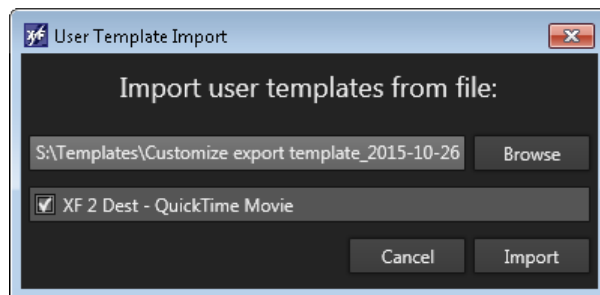 XF User Template Import
Import user templates from file:
S:\Templates\Customize export template_2015-10-26 Browse
XF 2 Dest - QuickTime Movie
Cancel Import